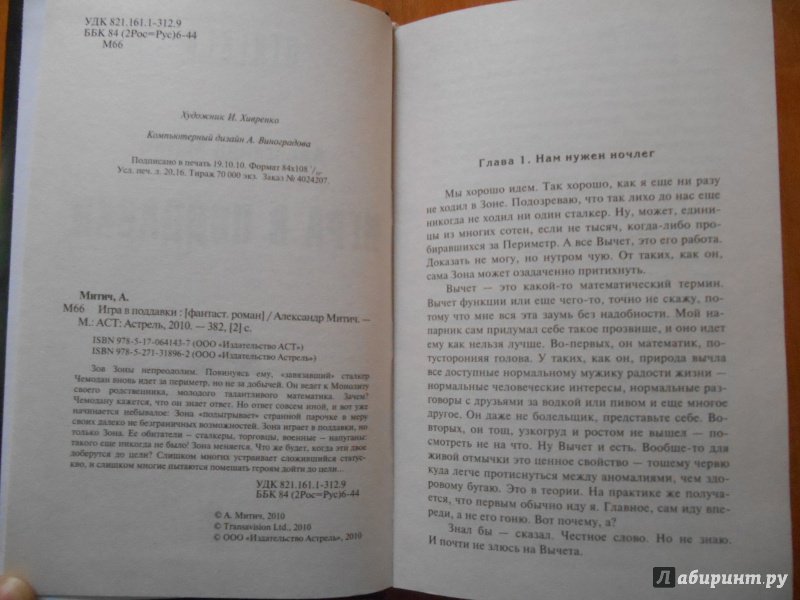 УДК 821.161.1-312.9
ББК 84 (2Рос=Рус)6-44
М66
Художник И. Хивренко
Компьютерный дизайн А. Виноградова
Подписано в печать 19.10.10. Формат 84x108 1/32.
Усл. печ. л. 20,16. Тираж 70 000 экз. Заказ № 4024207.
Митич, А.
М66 Игра в поддавки : [фантаст. роман] / Александр Митич. —
М.: АСТ: Астрель, 2010. — 382, [2] с.
ISBN 978-5-17-064143-7 (ООО «Издательство АСТ»)
ISBN 978-5-271-31896-2 (ООО «Издательство Астрель»)
Зов Зоны непреодолим. Повинуясь ему, «завязавший» сталкер
Чемодан вновь идет за периметр, но не за добычей. Он ведет к Монолиту
своего родственника, молодого талантливого математика. Зачем?
Чемодану кажется, что он знает ответ. Но ответ совсем иной, и вот уже
начинается небывалое: Зона «подыгрывает» странной парочке в меру
своих далеко не безграничных возможностей. Зона играет в поддавки, но
только Зона. Ее обитатели — сталкеры, торговцы, военные — напуганы:
такого еще никогда не было! Зона меняется. Что же будет, когда эти двое
доберутся до цели? Слишком многих устраивает сложившийся статус-
кво, и слишком многие пытаются помешать героям дойти до цели...
УДК 821.161.1-312.9
ББК 84 (2Рос=Рус)6-44
© А. Митич, 2010
© Transavision Ltd., 2010
© ООО «Издательство Астрель», 2010
Глава 1. Нам нужен ночлег
Мы хорошо идем. Так хорошо, как я еще ни разу
не ходил в Зоне. Подозреваю, что так лихо до нас еще
никогда не ходил ни один сталкер. Ну, может, едини-
цы из многих сотен, если не тысяч, когда-либо про-
биравшихся за Периметр. А все Вычет, это его работа.
Доказать не могу, но нутром чую. От таких, как он,
сама Зона может озадаченно притихнуть.
Вычет — это какой-то математический термин.
Вычет функции или еще чего-то, точно не скажу, по-
тому что мне вся эта заумь без надобности. Мой на-
парник сам придумал себе такое прозвище, и оно идет
ему как нельзя лучше. Во-первых, он математик, по-
тусторонняя голова. У таких, как он, природа вычла
все доступные нормальному мужику радости жизни —
нормальные человеческие интересы, нормальные раз-
говоры с друзьями за водкой или пивом и еще многое
другое. Он даже не болельщик, представьте себе. Во-
вторых, он тощ, узкогруд и ростом не вышел — по-
смотреть не на что. Ну Вычет и есть. Вообще-то для
живой отмычки это ценное свойство — тощему червю
куда легче протиснуться между аномалиями, чем здо-
ровому бугаю. Это в теории. На практике же получа-
ется, что первым обычно иду я. Главное, сам иду впе-
реди, а не его гоню. Вот почему, а?
Знал бы — сказал. Честное слово. Но не знаю.
И почти не злюсь на Вычета.
Лабиринт.ру